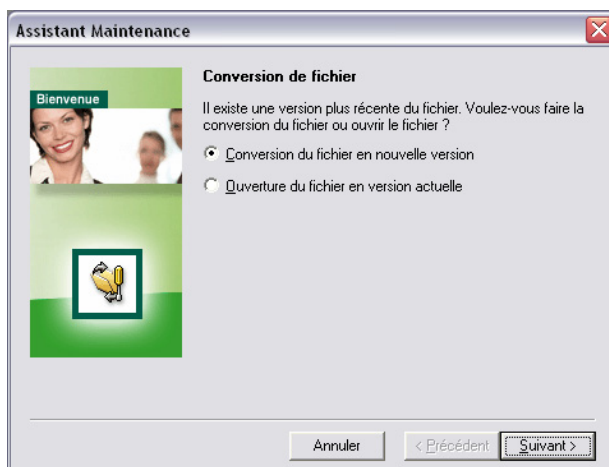 Assistant Maintenance
Bienvenue
Conversion de fichier
Il existe une version plus récente du fichier. Voulez-vous faire la
conversion du fichier ou ouvrir le fichier ?
Conversion du fichier en nouvelle version
Ouverture du fichier en version actuelle
Annuler
< Précédent
Suivant >